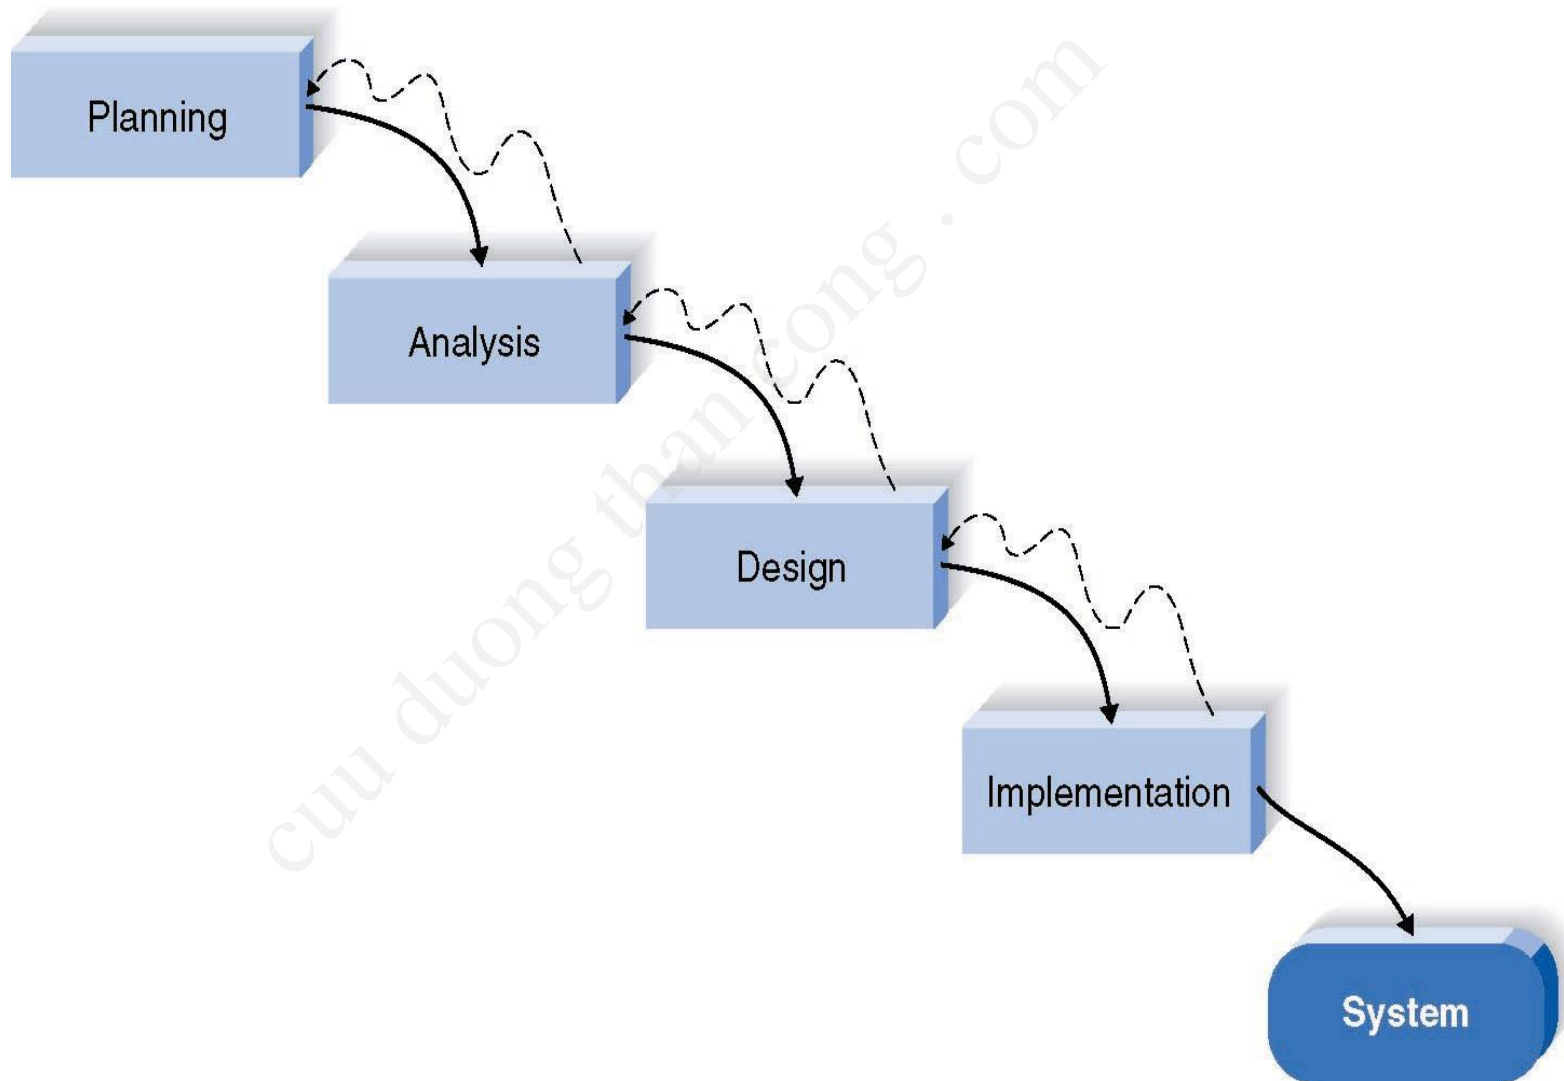 Planning
Analysis
Design
Implementation
System
cuu duong than cong . com